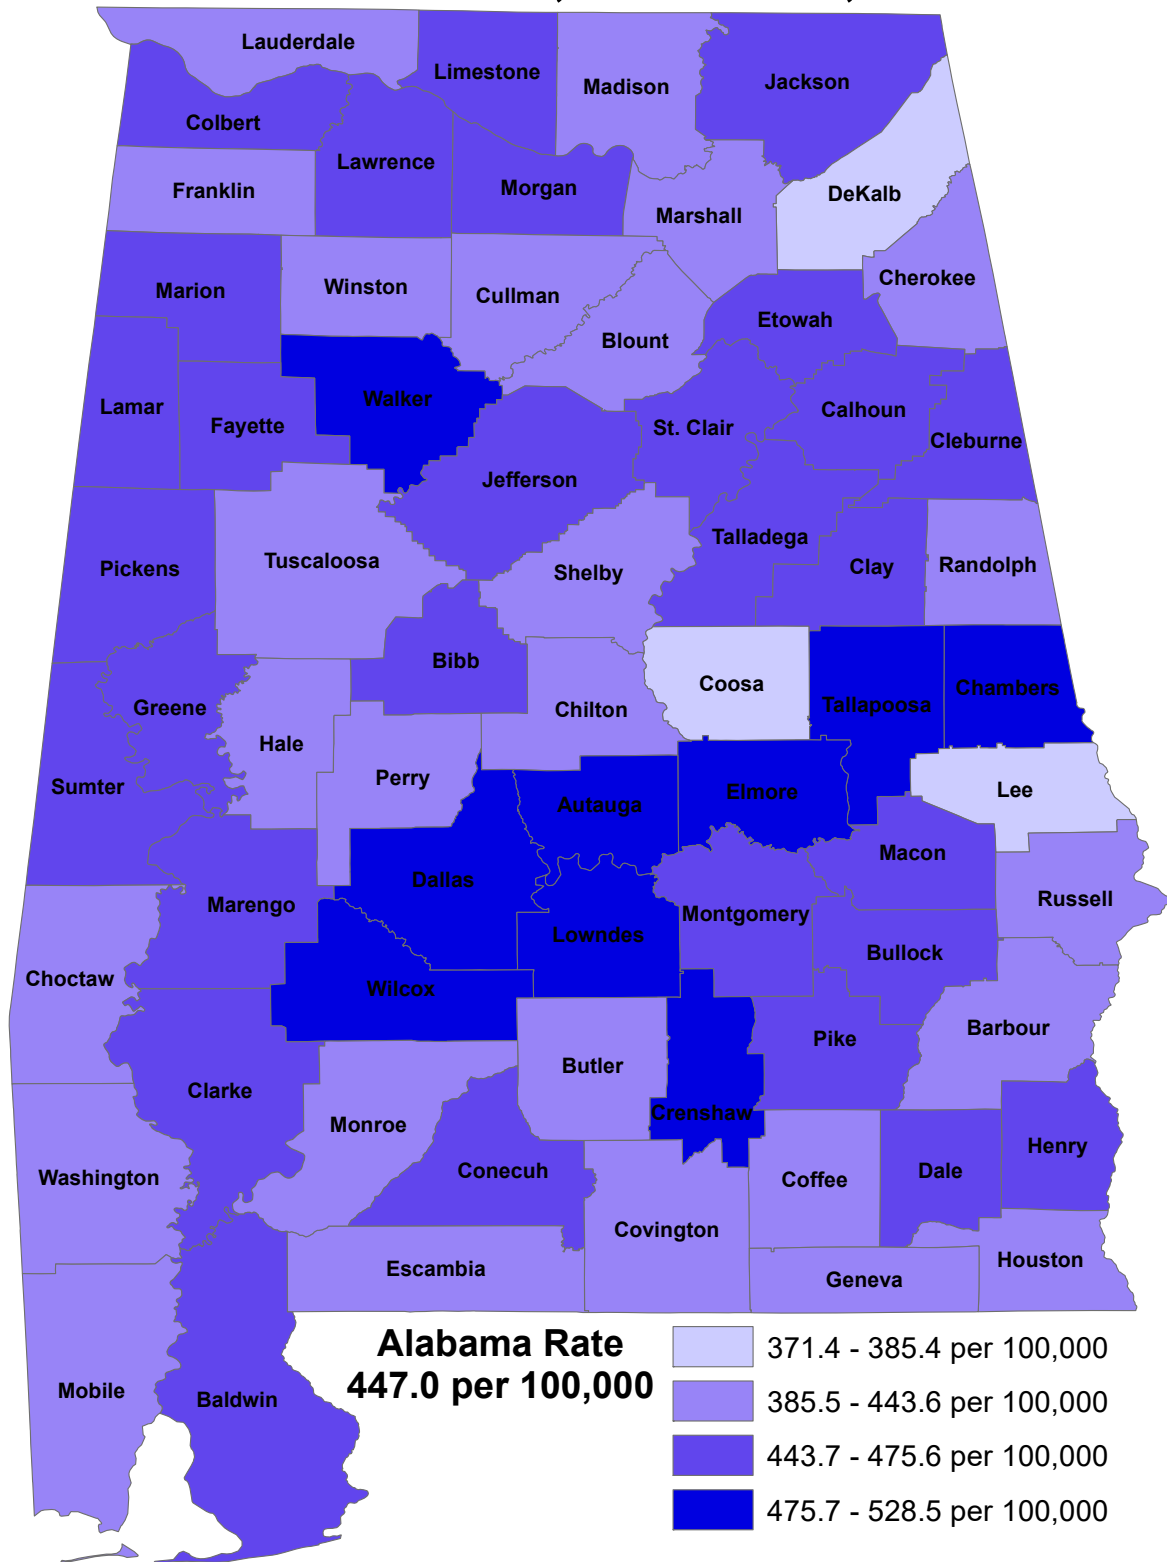 Lauderdale
Limestone
Madison
Jackson
Colbert
Lawrence
Franklin
Morgan
DeKalb
Marshall
Cherokee
Marion
Winston
Cullman
Etowah
Blount
Walker
Lamar
Fayette
St. Clair
Calhoun
Cleburne
Jefferson
Talladega
Pickens
Tuscaloosa
Shelby
Clay
Randolph
Bibb
Coosa
Chambers
Tallapoosa
Greene
Chilton
Hale
Perry
Sumter
Autauga
Elmore
Lee
Macon
Dallas
Russell
Marengo
Montgomery
Lowndes
Bullock
Choctaw
Wilcox
Barbour
Pike
Butler
Clarke
Crenshaw
Monroe
Henry
Conecuh
Dale
Washington
Coffee
Covington
Houston
Escambia
Geneva
Mobile
Baldwin
Alabama Rate
447.0 per 100,000
371.4 - 385.4 per 100,000
385.5 - 443.6 per 100,000
443.7 - 475.6 per 100,000
475.7 - 528.5 per 100,000